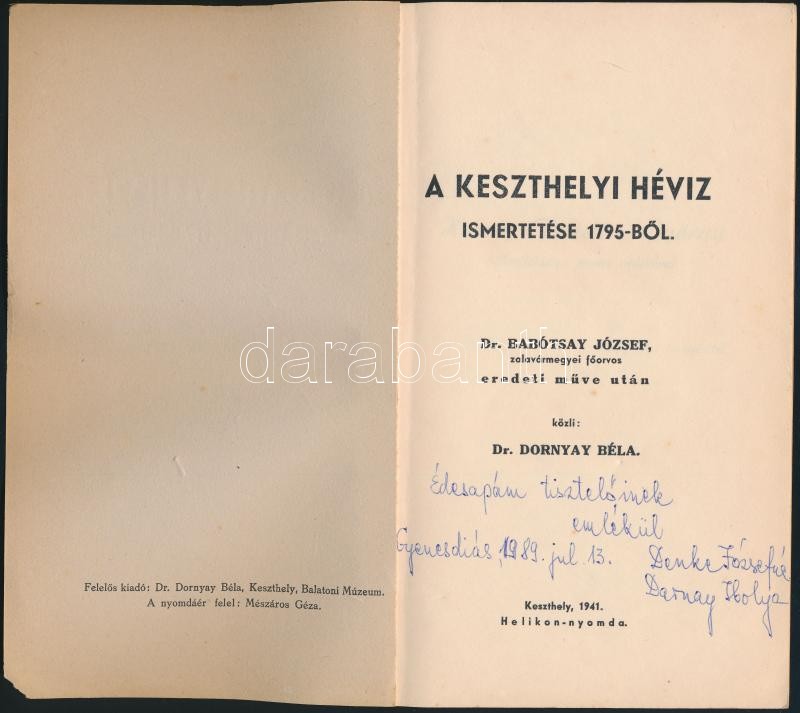 Felelős kiadó: Dr. Dornyay Béla, Keszthely, Balatoni Múzeum.
A nyomdáér felel: Mészáros Géza.
A KESZTHELYI HÉVIZ
ISMERTETÉSE 1795-BŐL.
Dr. BABÓTSAY JÓZSEF,
zalavármegyei főorvos
eredeti műve után
közli:
Dr. DORNYAY BÉLA.
Édesapám tisztelőinek
emlékül
Gyenesdiás, 1989. jul. 13.
Denke Józsefné
Darnay Ibolya
Keszthely, 1941.
Helikon-nyomda.
darabanth